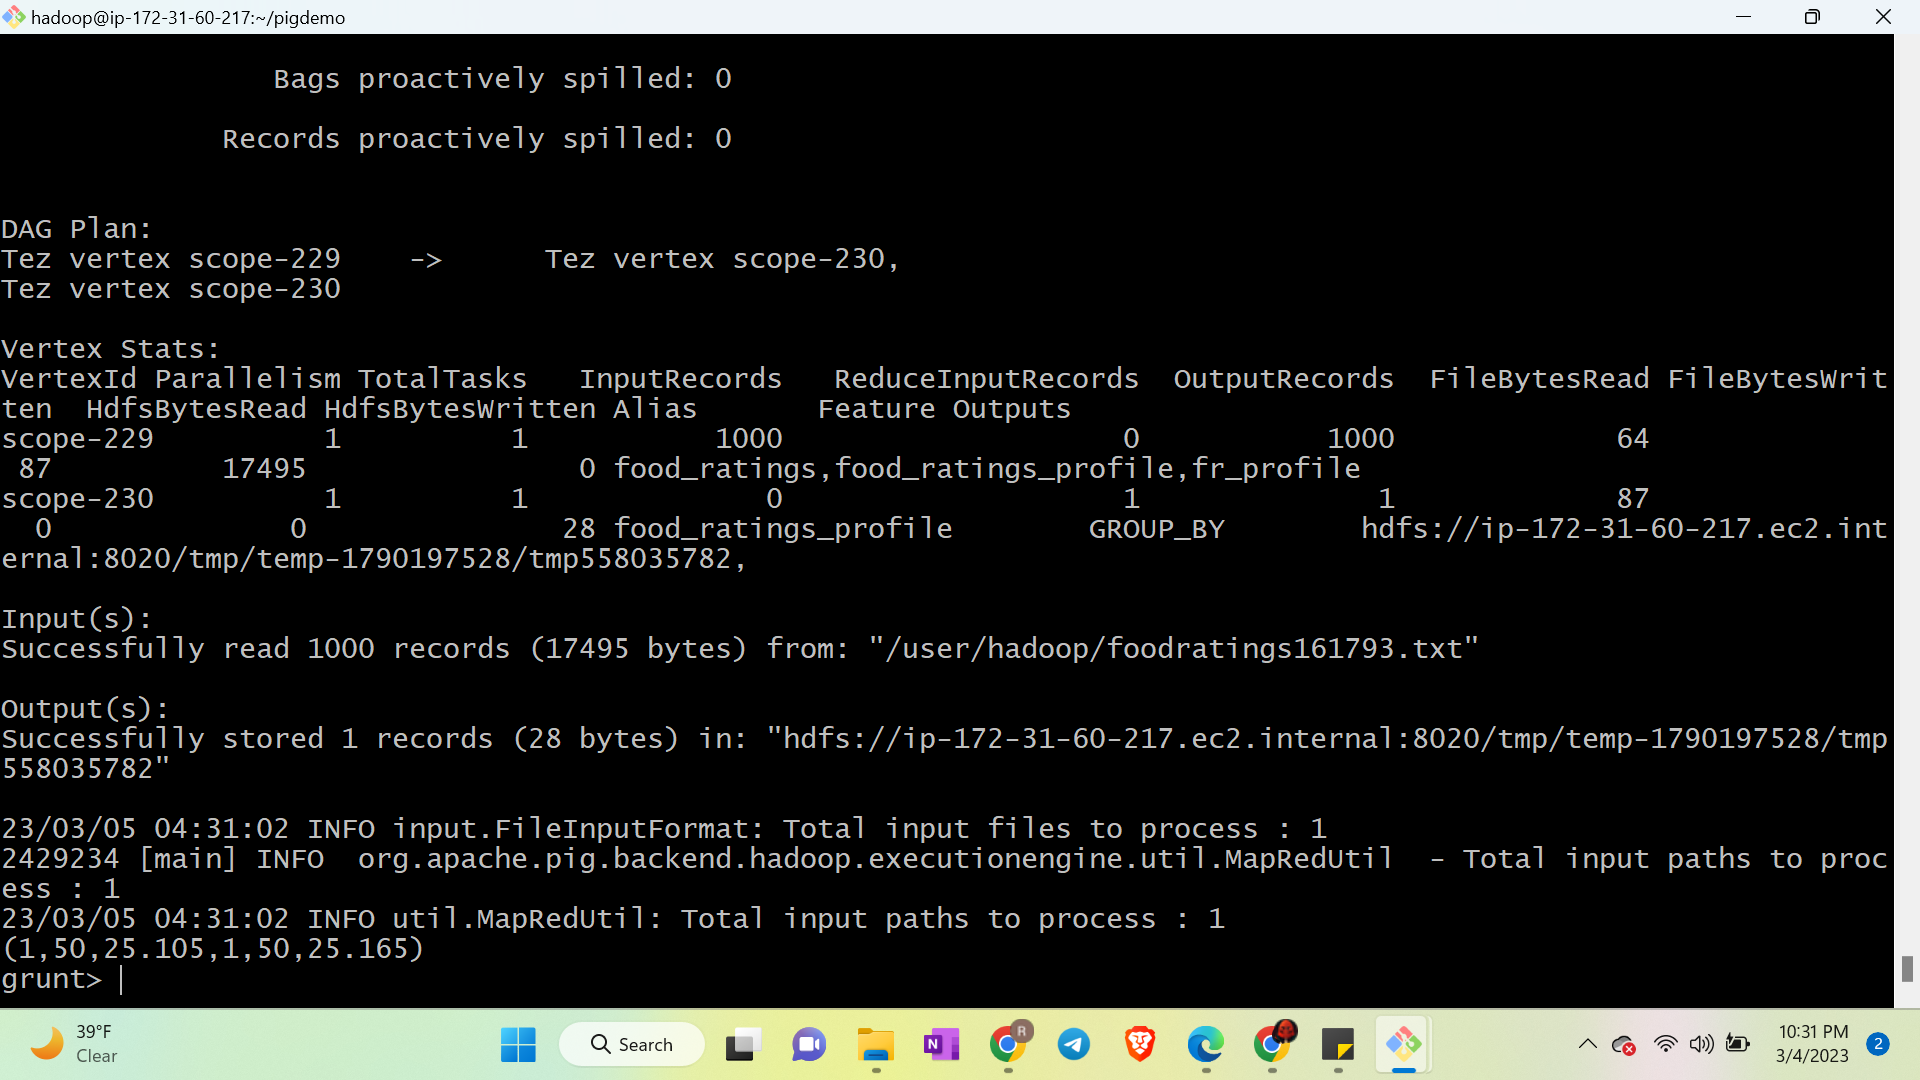 hadoop@ip-172-31-60-217:~/pigdemo
Bags proactively spilled: 0
Records proactively spilled: 0
DAG Plan:
Tez vertex scope-229    ->      Tez vertex scope-230,
Tez vertex scope-230
Vertex Stats:
VertexId Parallelism TotalTasks   InputRecords   ReduceInputRecords  OutputRecords  FileBytesRead FileBytesWrit
ten  HdfsBytesRead HdfsBytesWritten Alias       Feature Outputs
scope-229          1          1           1000                    0           1000             64
 87          17495                0 food_ratings,food_ratings_profile,fr_profile
scope-230          1          1              0                    1              1             87
  0              0               28 food_ratings_profile        GROUP_BY        hdfs://ip-172-31-60-217.ec2.int
ernal:8020/tmp/temp-1790197528/tmp558035782,
Input(s):
Successfully read 1000 records (17495 bytes) from: "/user/hadoop/foodratings161793.txt"
Output(s):
Successfully stored 1 records (28 bytes) in: "hdfs://ip-172-31-60-217.ec2.internal:8020/tmp/temp-1790197528/tmp
558035782"
23/03/05 04:31:02 INFO input.FileInputFormat: Total input files to process : 1
2429234 [main] INFO  org.apache.pig.backend.hadoop.executionengine.util.MapRedUtil  - Total input paths to proc
ess : 1
23/03/05 04:31:02 INFO util.MapRedUtil: Total input paths to process : 1
(1,50,25.105,1,50,25.165)
grunt>
39°F
Clear
Search
N
R
10:31 PM
3/4/2023
2